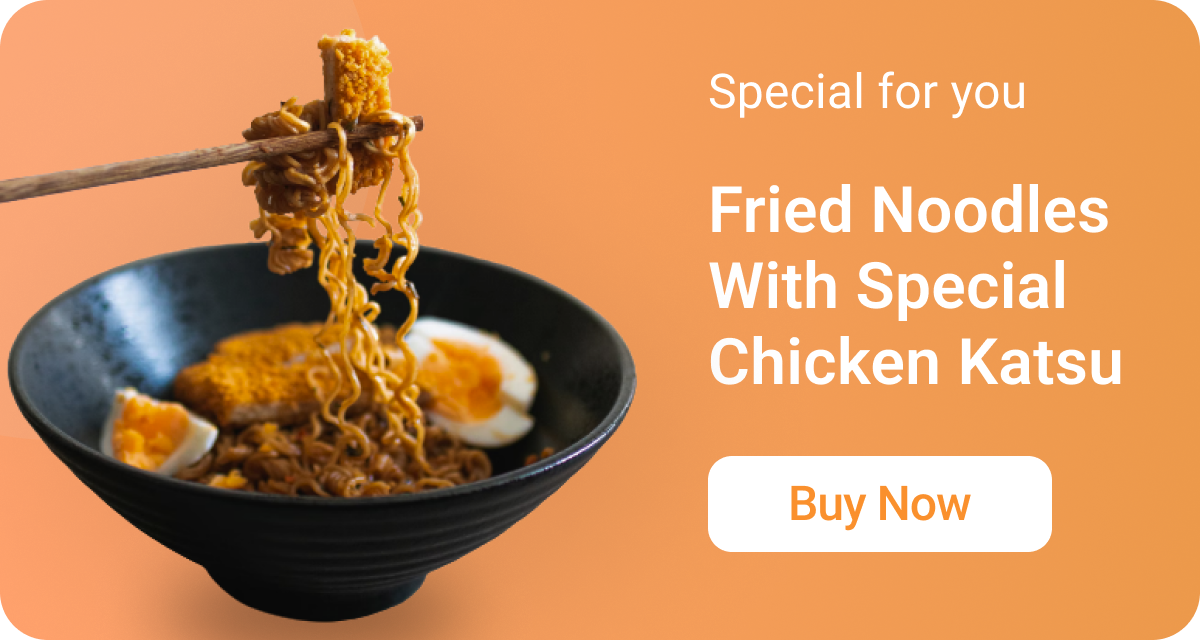 Special for you
Fried Noodles
With Special
Chicken Katsu
Buy Now